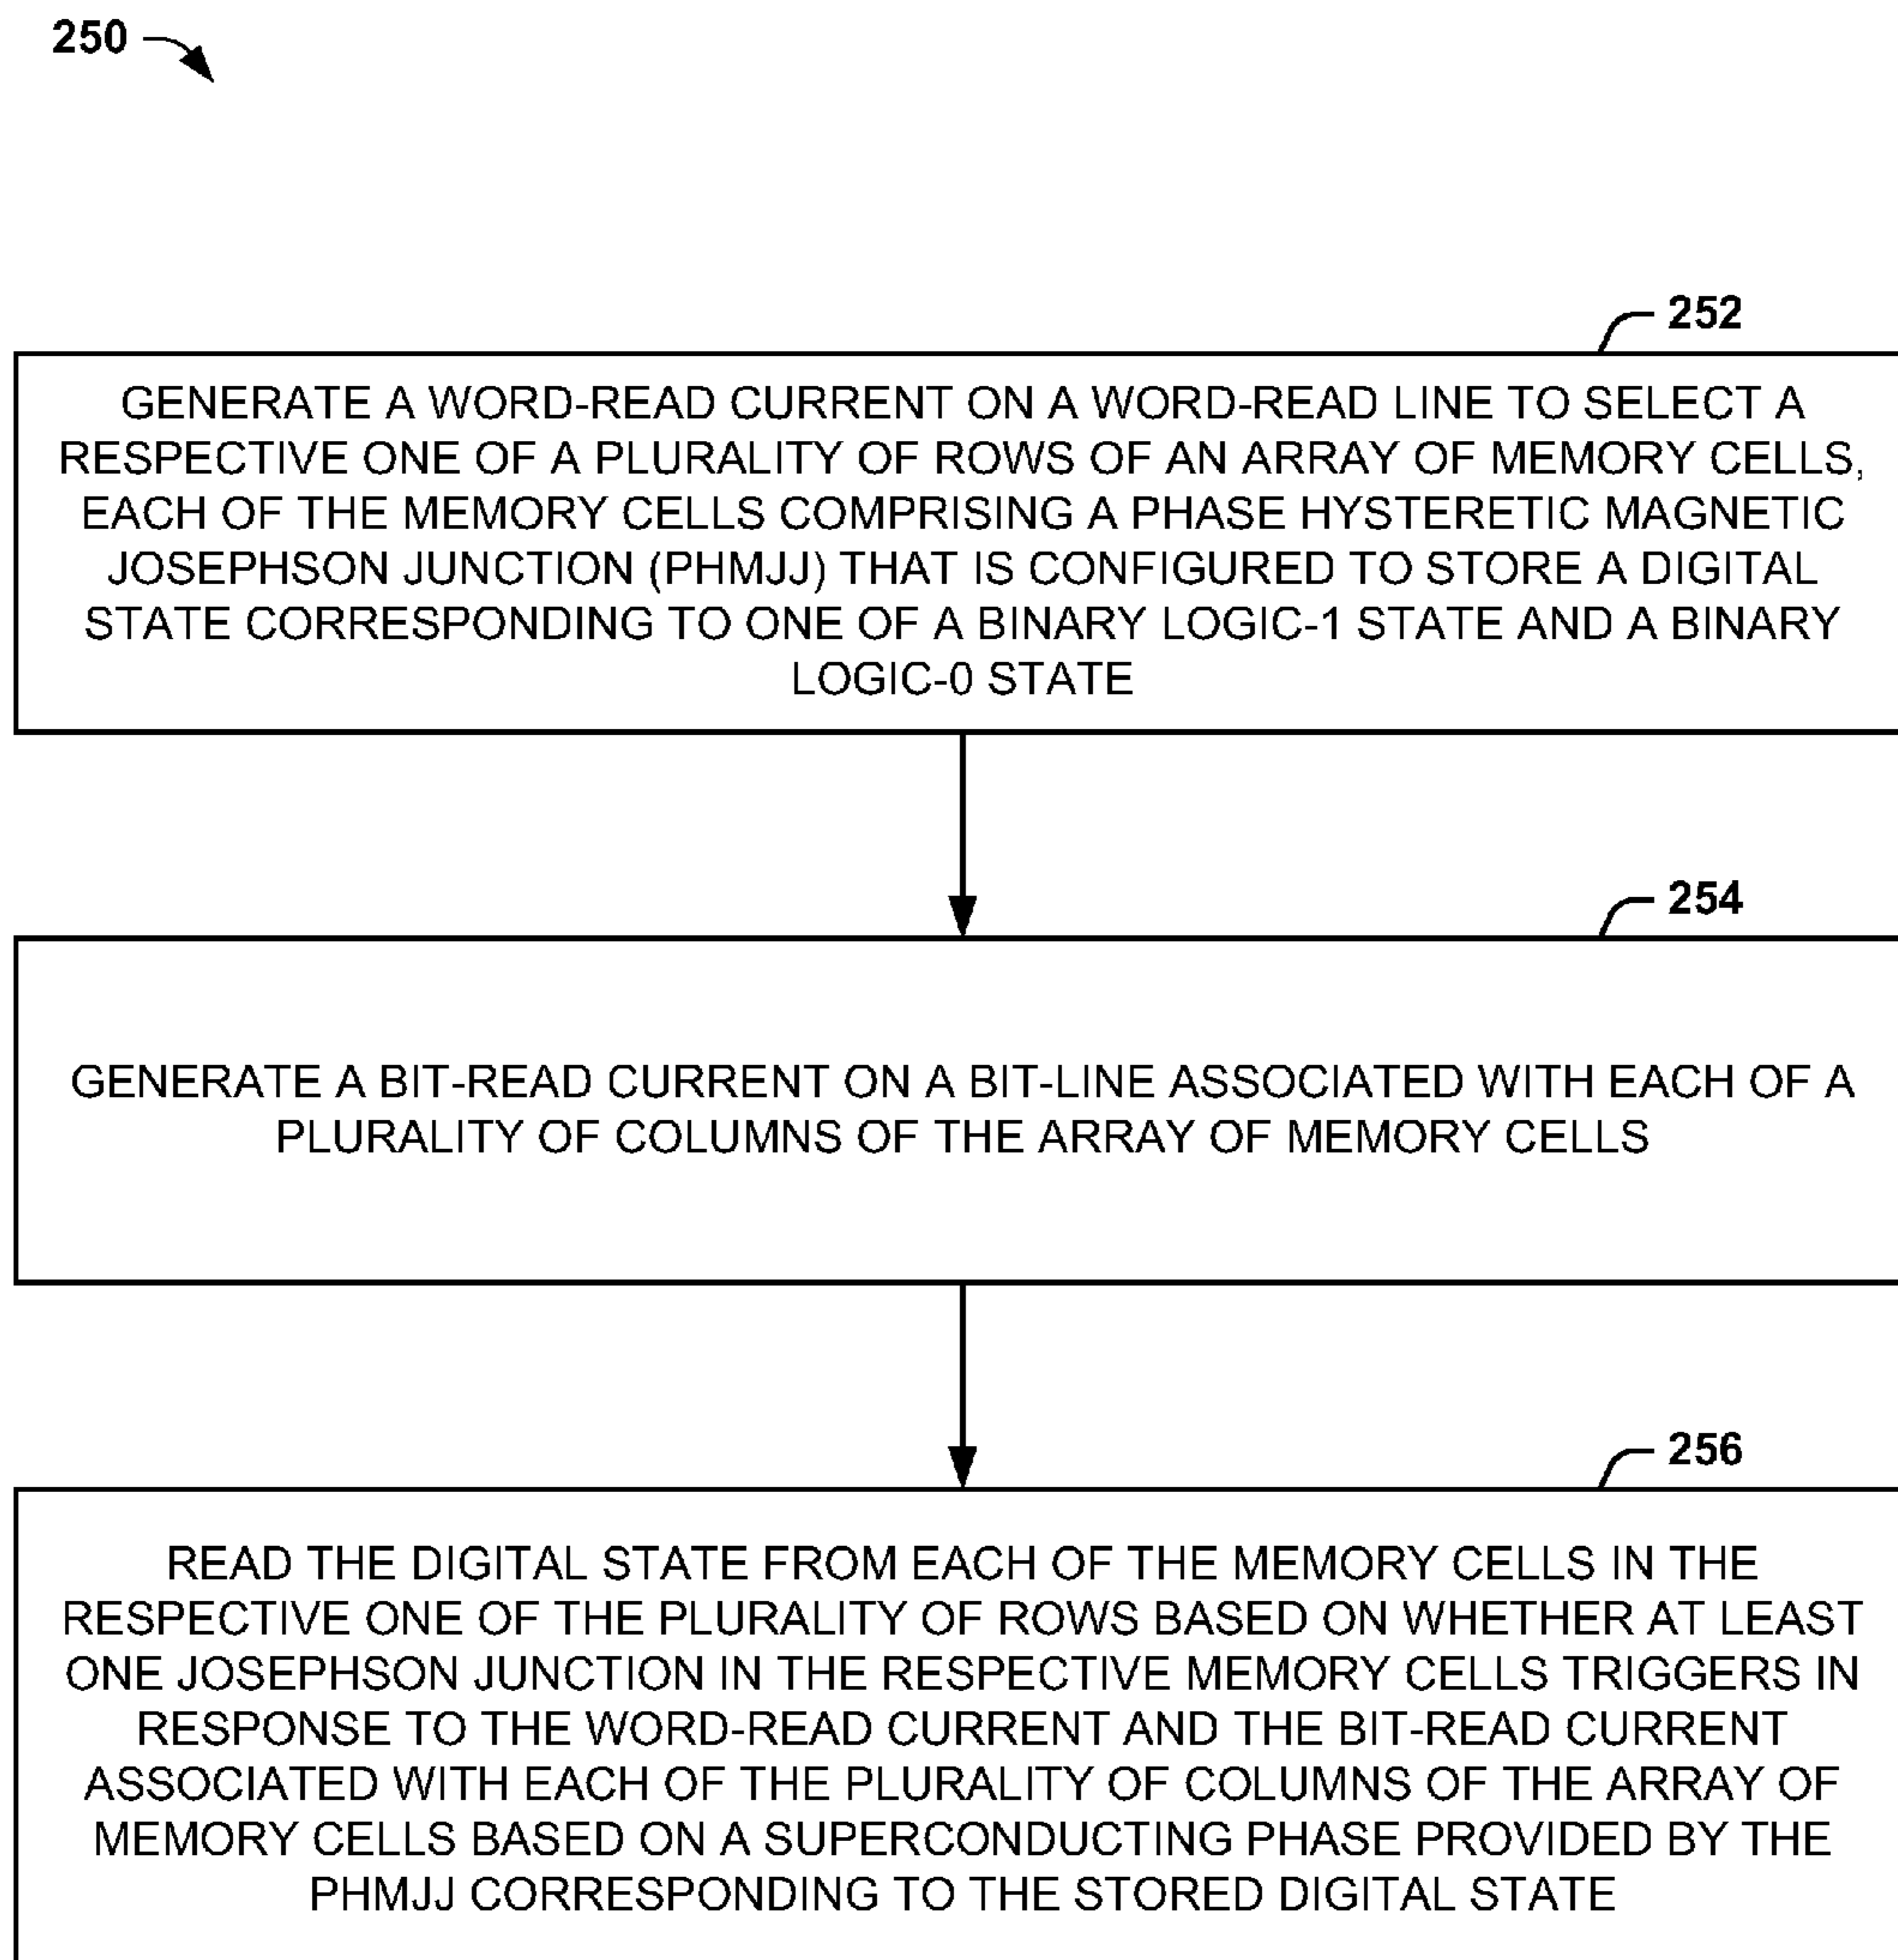 250
252
GENERATE A WORD-READ CURRENT ON A WORD-READ LINE TO SELECT A
RESPECTIVE ONE OF A PLURALITY OF ROWS OF AN ARRAY OF MEMORY CELLS,
EACH OF THE MEMORY CELLS COMPRISING A PHASE HYSTERETIC MAGNETIC
JOSEPHSON JUNCTION (PHMJJ) THAT IS CONFIGURED TO STORE A DIGITAL
STATE CORRESPONDING TO ONE OF A BINARY LOGIC-1 STATE AND A BINARY
LOGIC-0 STATE
254
GENERATE A BIT-READ CURRENT ON A BIT-LINE ASSOCIATED WITH EACH OF A
PLURALITY OF COLUMNS OF THE ARRAY OF MEMORY CELLS
256
READ THE DIGITAL STATE FROM EACH OF THE MEMORY CELLS IN THE
RESPECTIVE ONE OF THE PLURALITY OF ROWS BASED ON WHETHER AT LEAST
ONE JOSEPHSON JUNCTION IN THE RESPECTIVE MEMORY CELLS TRIGGERS IN
RESPONSE TO THE WORD-READ CURRENT AND THE BIT-READ CURRENT
ASSOCIATED WITH EACH OF THE PLURALITY OF COLUMNS OF THE ARRAY OF
MEMORY CELLS BASED ON A SUPERCONDUCTING PHASE PROVIDED BY THE
PHMJJ CORRESPONDING TO THE STORED DIGITAL STATE